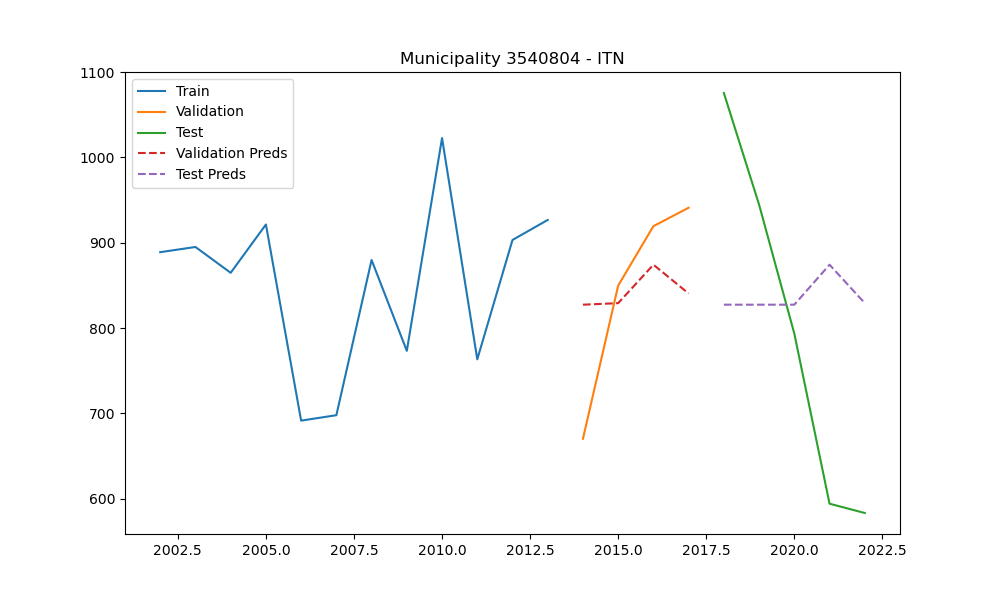 Municipality 3540804 - ITN
1100
1000
900
800
700
600
Train
Validation
Test
Validation Preds
Test Preds
2002.5 2005.0 2007.5 2010.0 2012.5 2015.0 2017.5 2020.0 2022.5